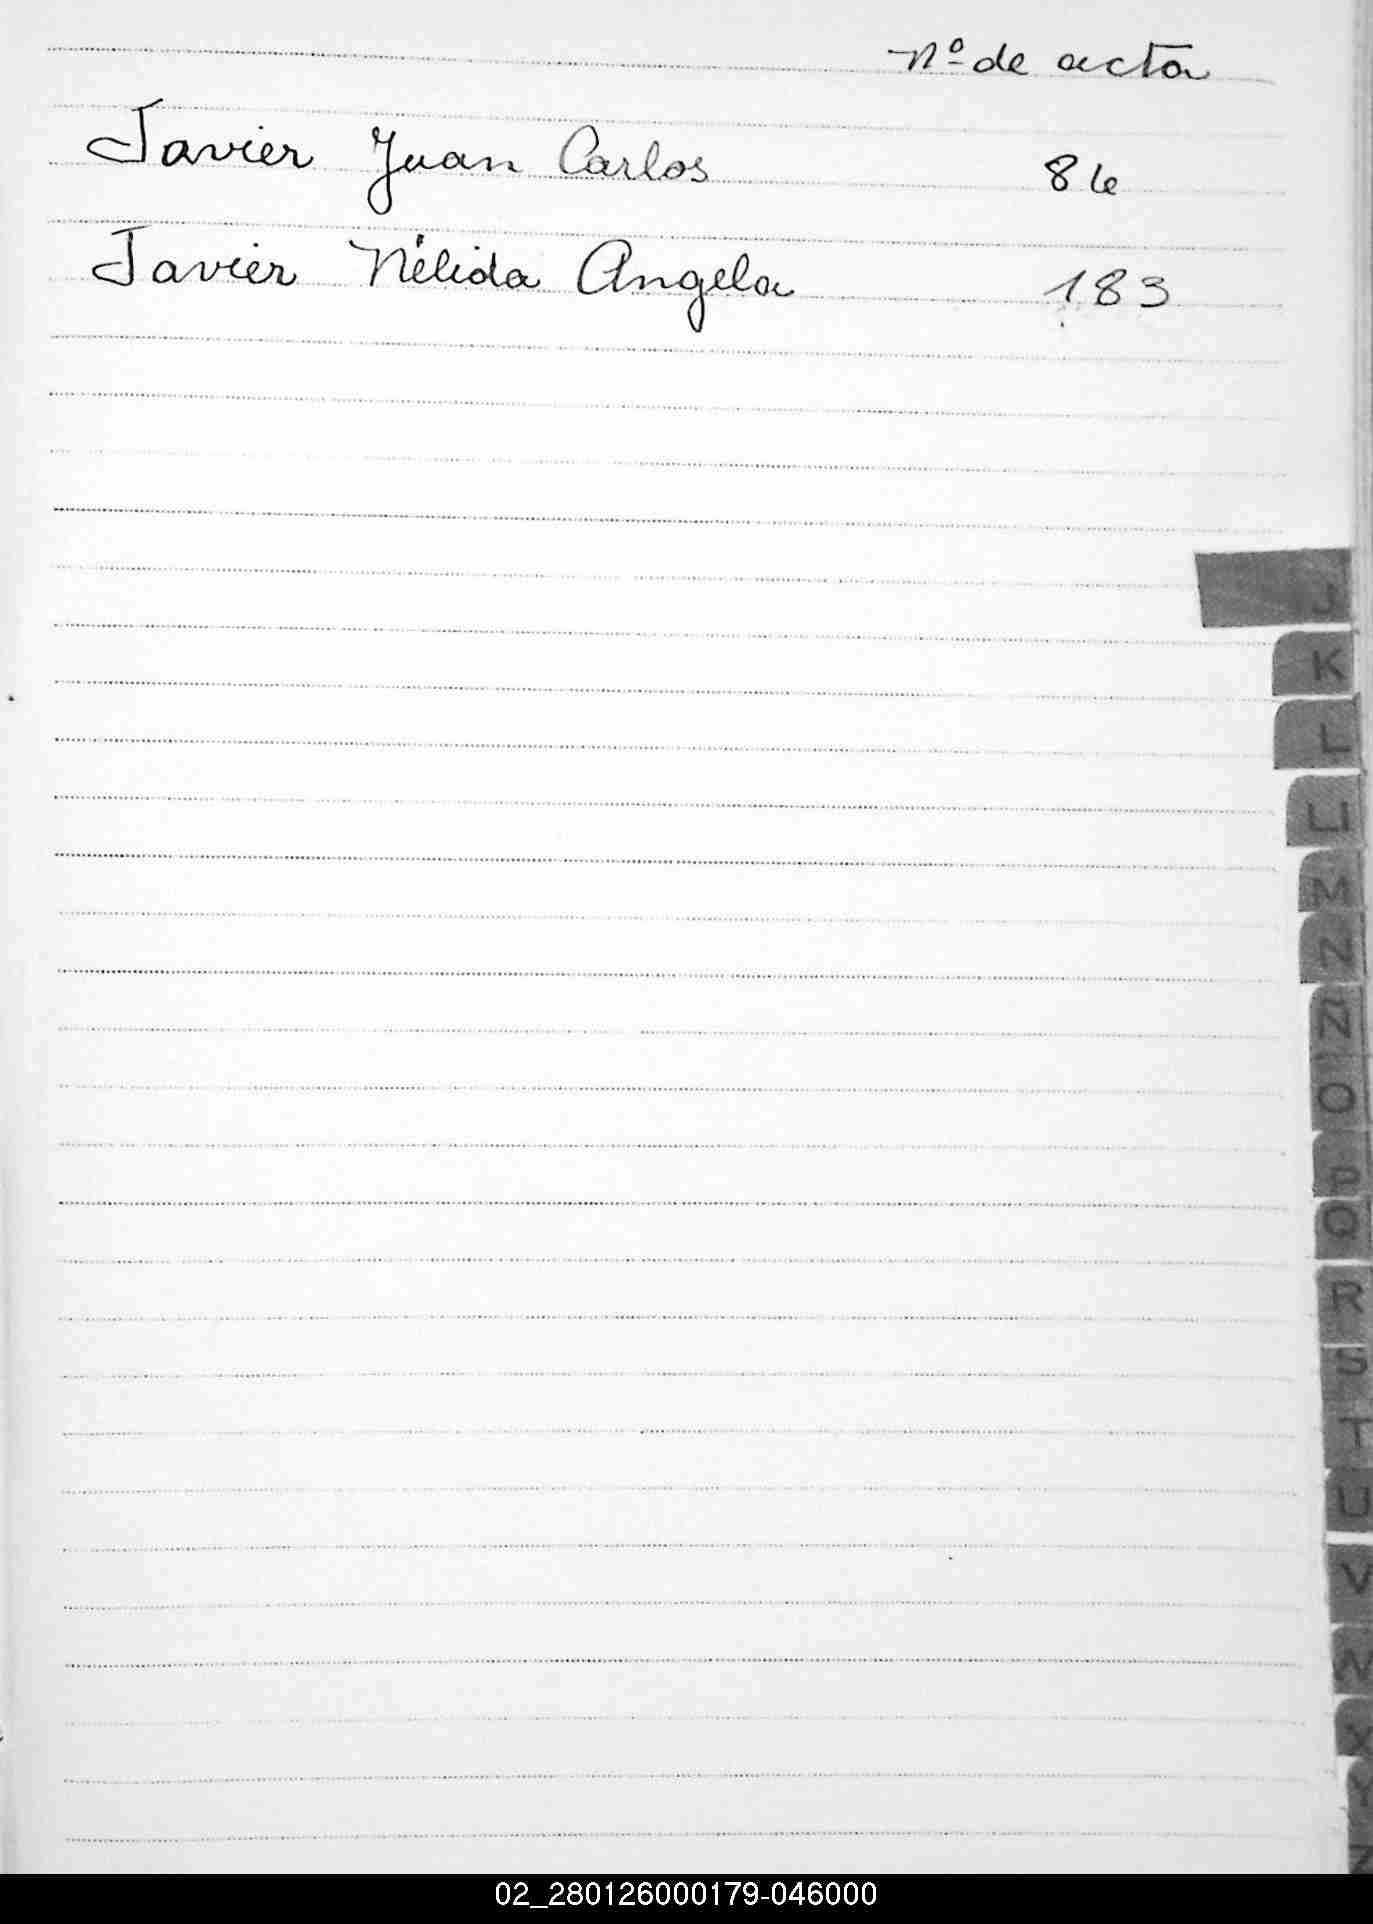 Nº de acta
Javier Juan Carlos 86
Javier Nélida Angela 183
J
K
L
Ll
M
N
Ñ
O
P
Q
R
S
T
U
V
W
X
Y
Z
02_280126000179-046000